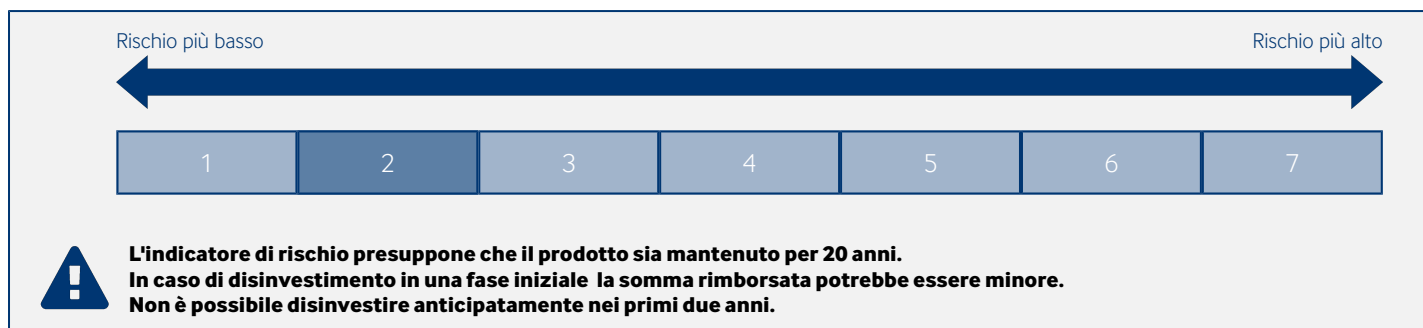 Rischio più basso Rischio più alto
1 2 3 4 5 6 7
L'indicatore di rischio presuppone che il prodotto sia mantenuto per 20 anni.
In caso di disinvestimento in una fase iniziale  la somma rimborsata potrebbe essere minore.
Non è possibile disinvestire anticipatamente nei primi due anni.